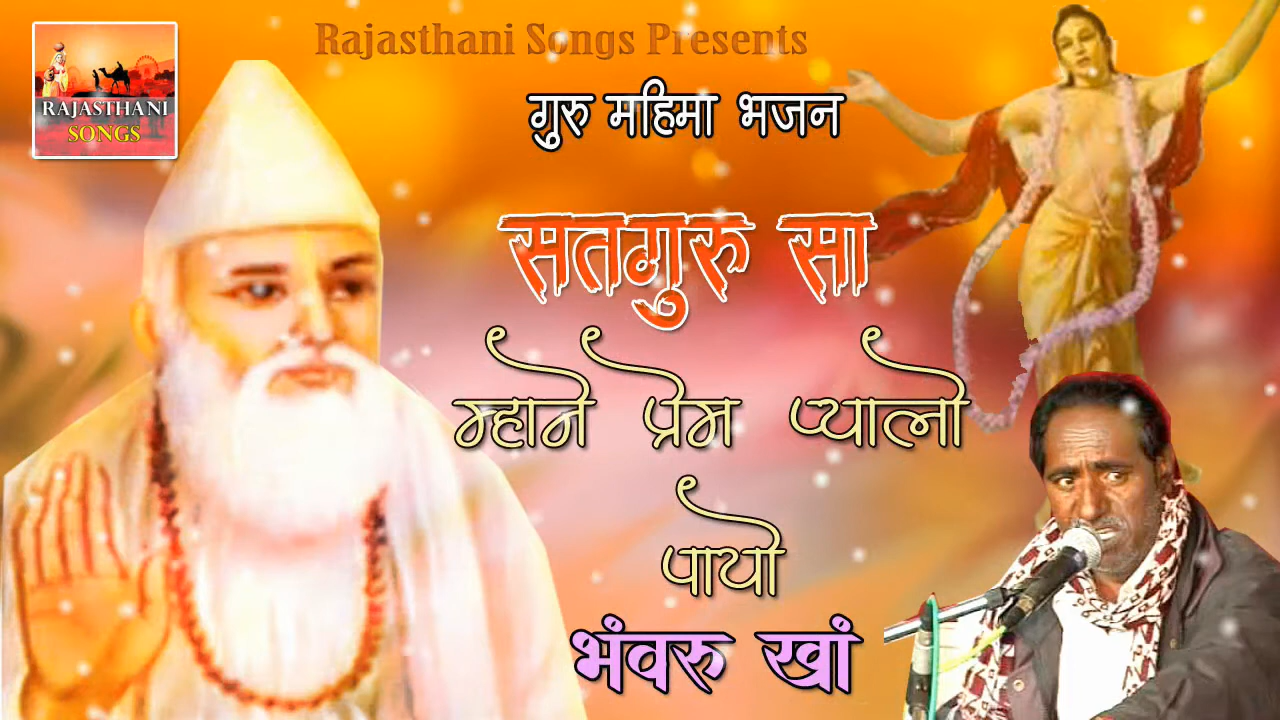 Rajasthani Songs Presents
RAJASTHANI
SONGS
गुरु महिमा भजन
सतगुरु सा
म्हाने प्रेम प्यालो
पायो
भंवरु खां